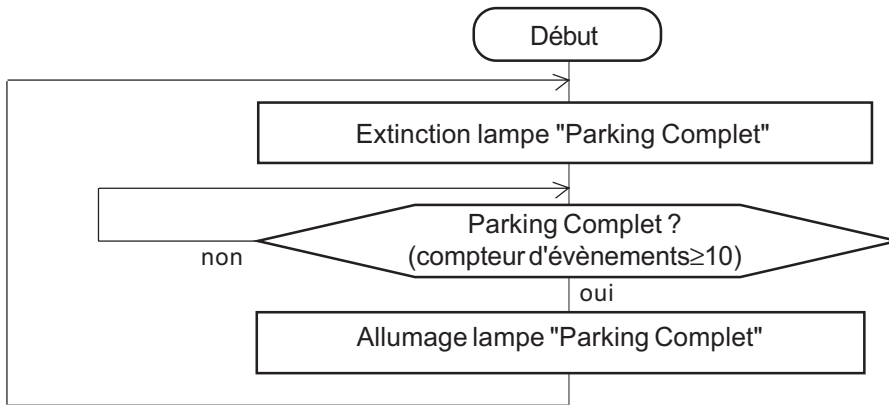 Début
Extinction lampe "Parking Complet"
Parking Complet ?
(compteur d'évènements≥10)
non
oui
Allumage lampe "Parking Complet"